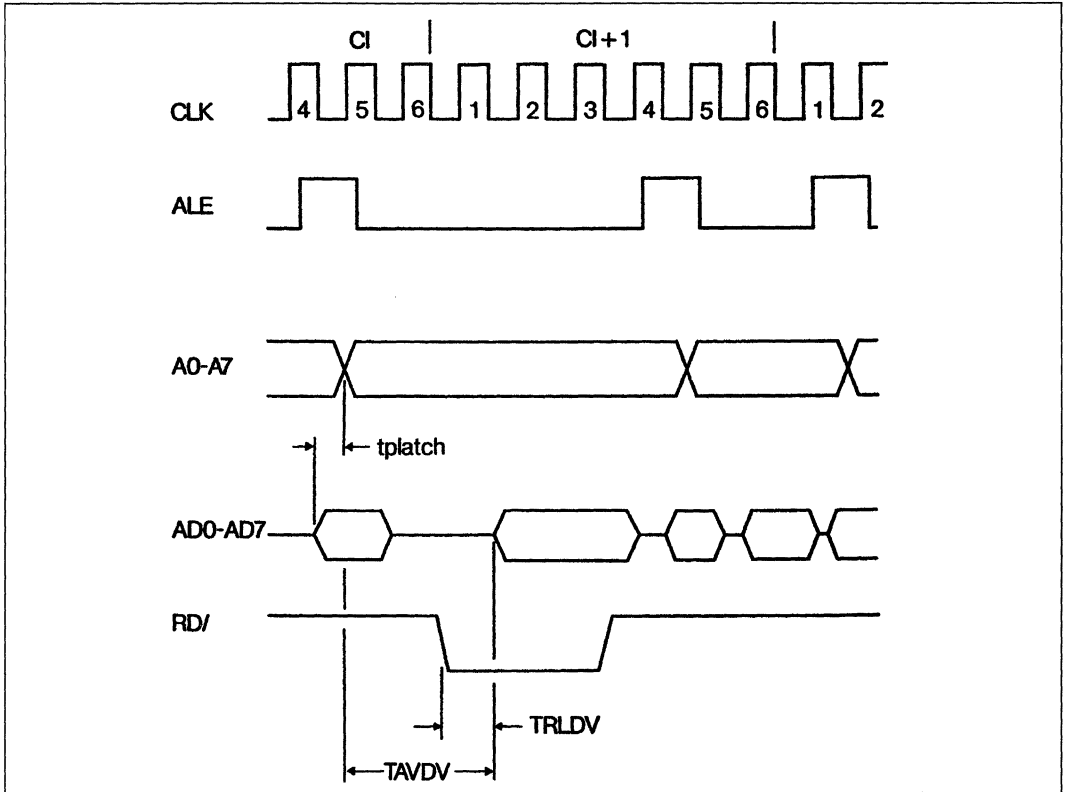 CI | CI + 1 |
CLK 4 5 6 1 2 3 4 5 6 1 2
ALE
A0-A7
tplatch
AD0-AD7
RD/
TRLDV
TAVDV